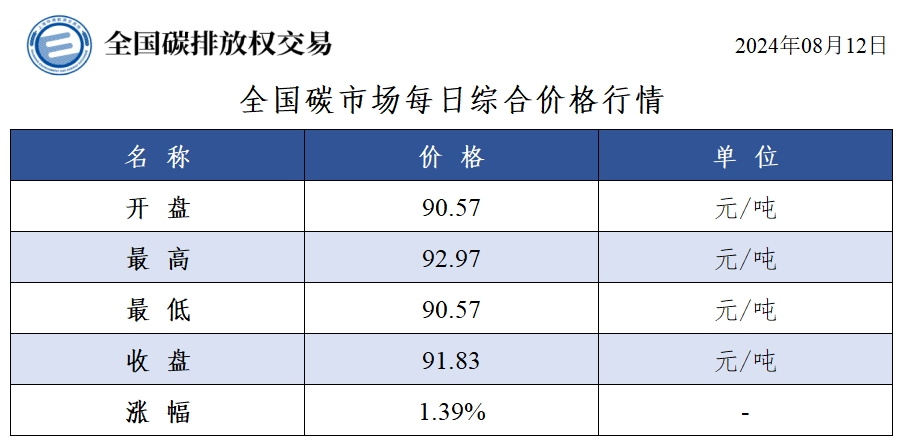 全国碳排放权交易
2024年08月12日
全国碳市场每日综合价格行情
名 称 价 格 单 位
开 盘 90.57 元/吨
最 高 92.97 元/吨
最 低 90.57 元/吨
收 盘 91.83 元/吨
涨 幅 1.39% -